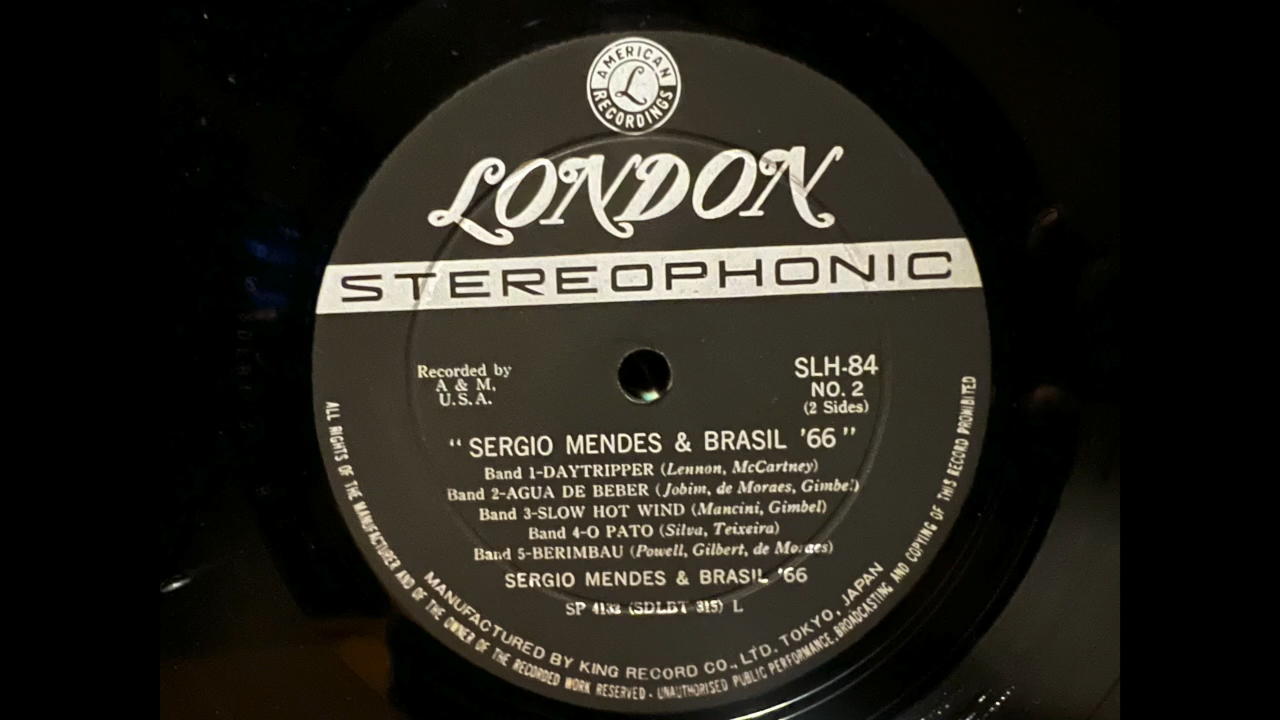 AMERICAN
L
RECORDINGS
LONDON
STEREOPHONIC
Recorded by
A & M,
U.S.A.
SLH-84
NO. 2
(2 Sides)
“ SERGIO MENDES & BRASIL '66 ”
Band 1-DAYTRIPPER (Lennon, McCartney)
Band 2-AGUA DE BEBER (Jobim, de Moraes, Gimbel)
Band 3-SLOW HOT WIND (Mancini, Gimbel)
Band 4-O PATO (Silva, Teixeira)
Band 5-BERIMBAU (Powell, Gilbert, de Moraes)
SERGIO MENDES & BRASIL '66
SP 4132 (SDLBT 315) L
MANUFACTURED BY KING RECORD CO., LTD. TOKYO, JAPAN
ALL RIGHTS OF THE MANUFACTURER AND OF THE OWNER OF THE RECORDED WORK RESERVED · UNAUTHORISED PUBLIC PERFORMANCE, BROADCASTING AND COPYING OF THIS RECORD PROHIBITED